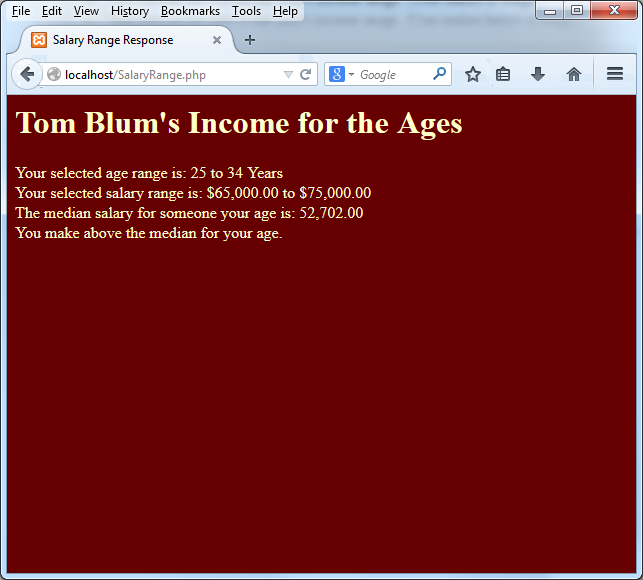 File Edit View History Bookmarks Tools Help
Salary Range Response
localhost/SalaryRange.php
Google
Tom Blum's Income for the Ages
Your selected age range is: 25 to 34 Years
Your selected salary range is: $65,000.00 to $75,000.00
The median salary for someone your age is: 52,702.00
You make above the median for your age.